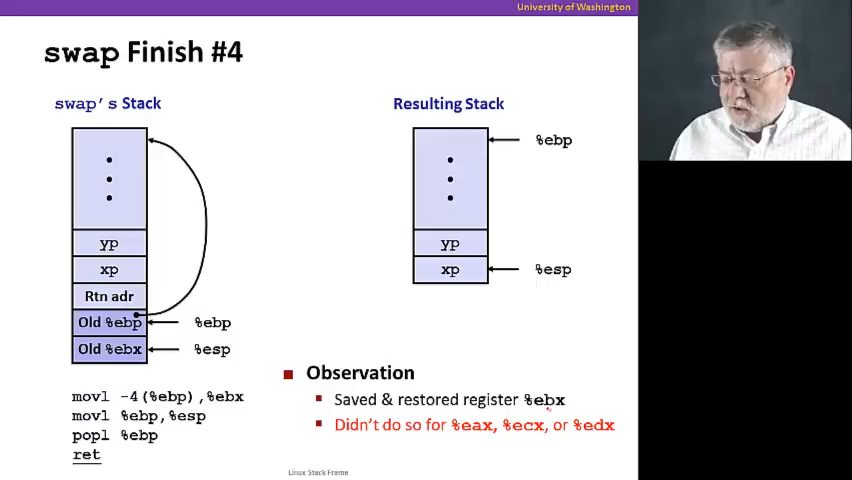 University of Washington
swap Finish #4
swap's Stack
Resulting Stack
%ebp
yp
yp
xp
xp
%esp
Rtn adr
Old %ebp
%ebp
Old %ebx
%esp
Observation
movl -4(%ebp),%ebx
movl %ebp,%esp
popl %ebp
ret
Saved & restored register %ebx
Didn't do so for %eax, %ecx, or %edx
Linux Stack Frame